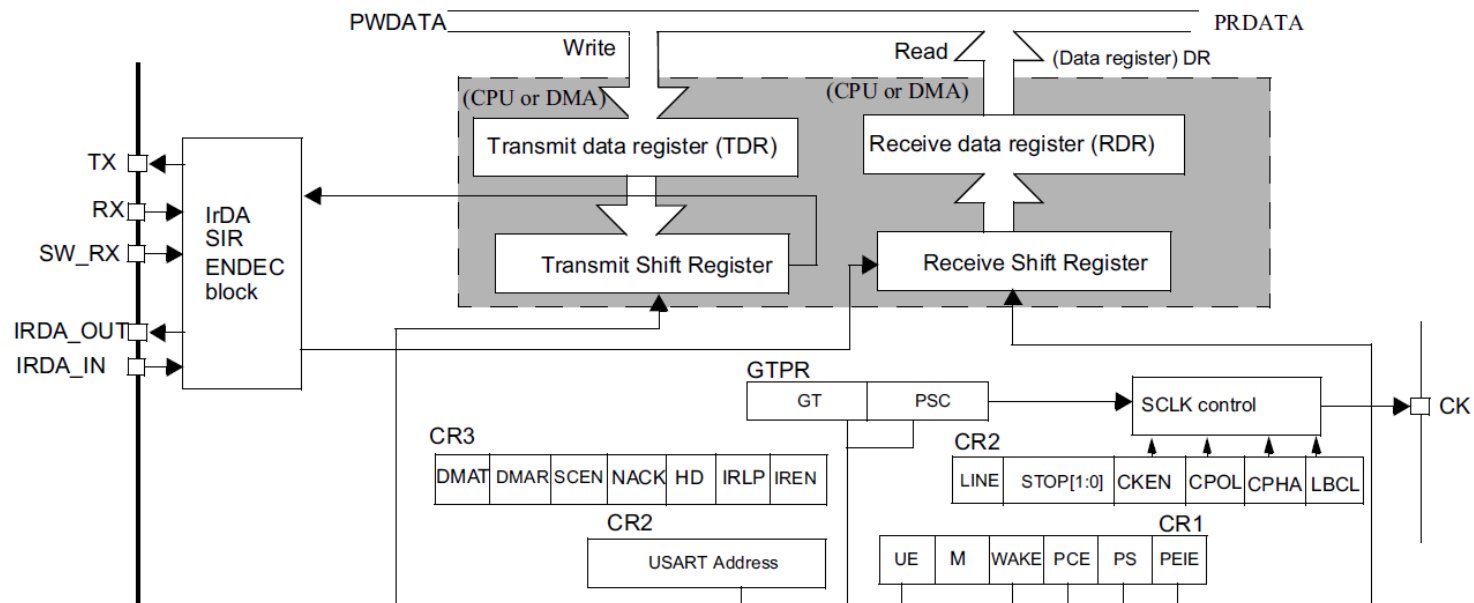 PWDATA
PRDATA
Write
Read
(Data register) DR
(CPU or DMA)
(CPU or DMA)
Transmit data register (TDR)
Receive data register (RDR)
TX
RX
SW_RX
IrDA
SIR
ENDEC
block
Transmit Shift Register
Receive Shift Register
IRDA_OUT
IRDA_IN
GTPR
GT
PSC
SCLK control
CK
CR3
DMAT
DMAR
SCEN
NACK
HD
IRLP
IREN
CR2
LINE
STOP[1:0]
CKEN
CPOL
CPHA
LBCL
CR2
USART Address
CR1
UE
M
WAKE
PCE
PS
PEIE